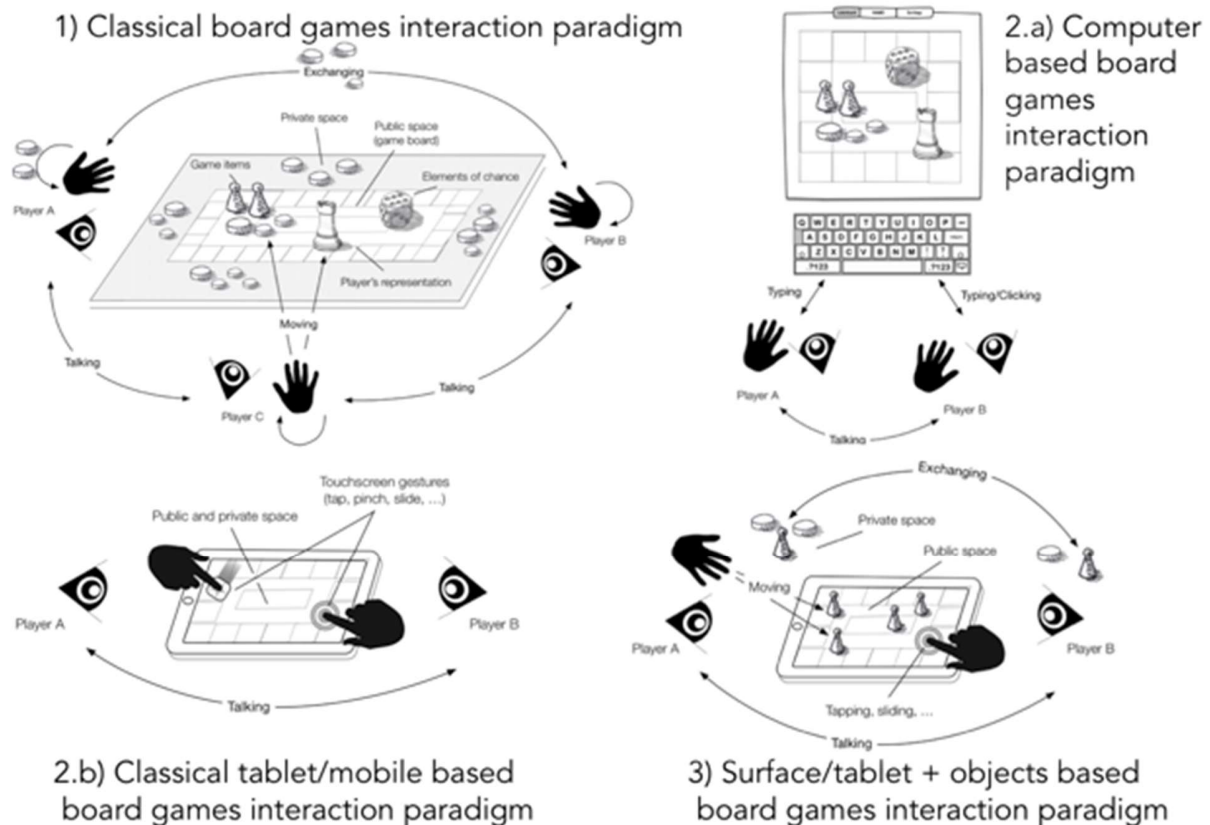 1) Classical board games interaction paradigm
Exchanging
Private space
Public space
(game board)
Game items
Elements of chance
Player A
Player B
Player's representation
Moving
Talking
Talking
Player C
2.a) Computer
based board
games
interaction
paradigm
Q W E R T Y U I O P
A S D F G H J K L
Z X C V B N M
.?123
.?123
Typing
Typing/Clicking
Player A
Player B
Talking
Touchscreen gestures
(tap, pinch, slide, ...)
Public and private space
Player A
Player B
Talking
2.b) Classical tablet/mobile based
board games interaction paradigm
Exchanging
Private space
Public space
Moving
Player A
Player B
Tapping, sliding, ...
Talking
3) Surface/tablet + objects based
board games interaction paradigm